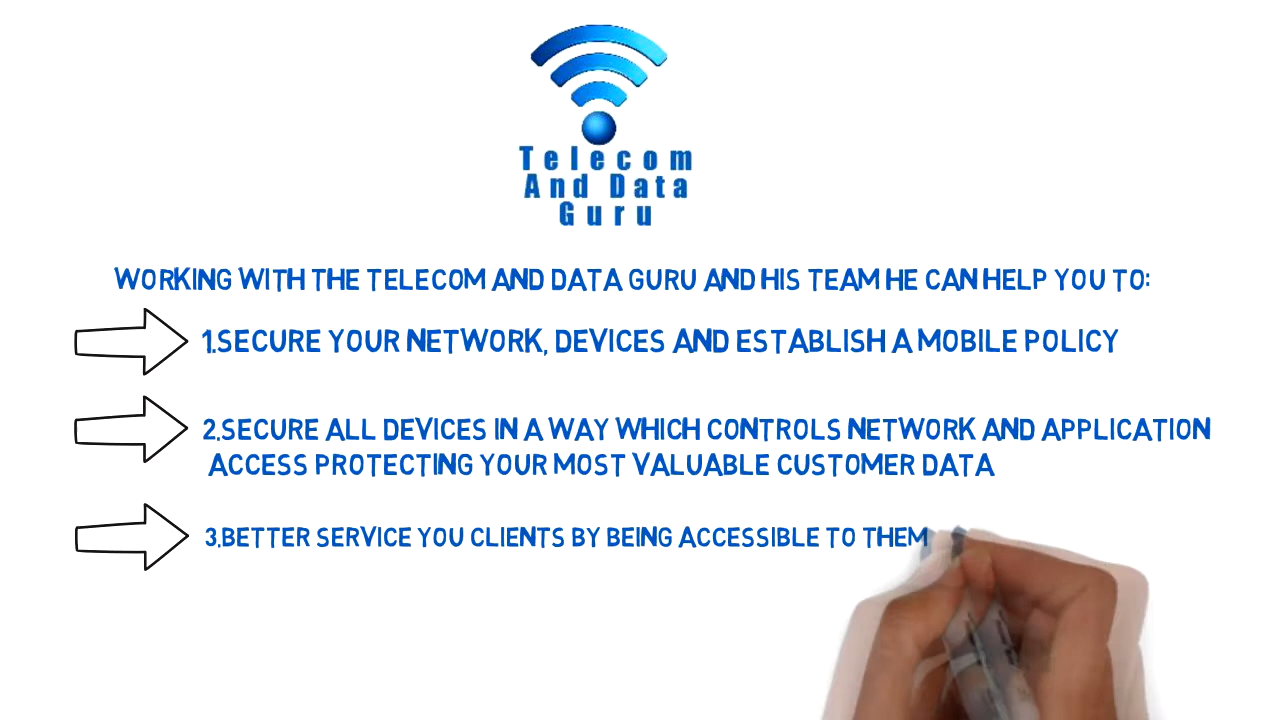 Telecom
And Data
Guru
WORKING WITH THE TELECOM AND DATA GURU AND HIS TEAM HE CAN HELP YOU TO:
1.SECURE YOUR NETWORK, DEVICES AND ESTABLISH A MOBILE POLICY
2.SECURE ALL DEVICES IN A WAY WHICH CONTROLS NETWORK AND APPLICATION
ACCESS PROTECTING YOUR MOST VALUABLE CUSTOMER DATA
3.BETTER SERVICE YOU CLIENTS BY BEING ACCESSIBLE TO THEM